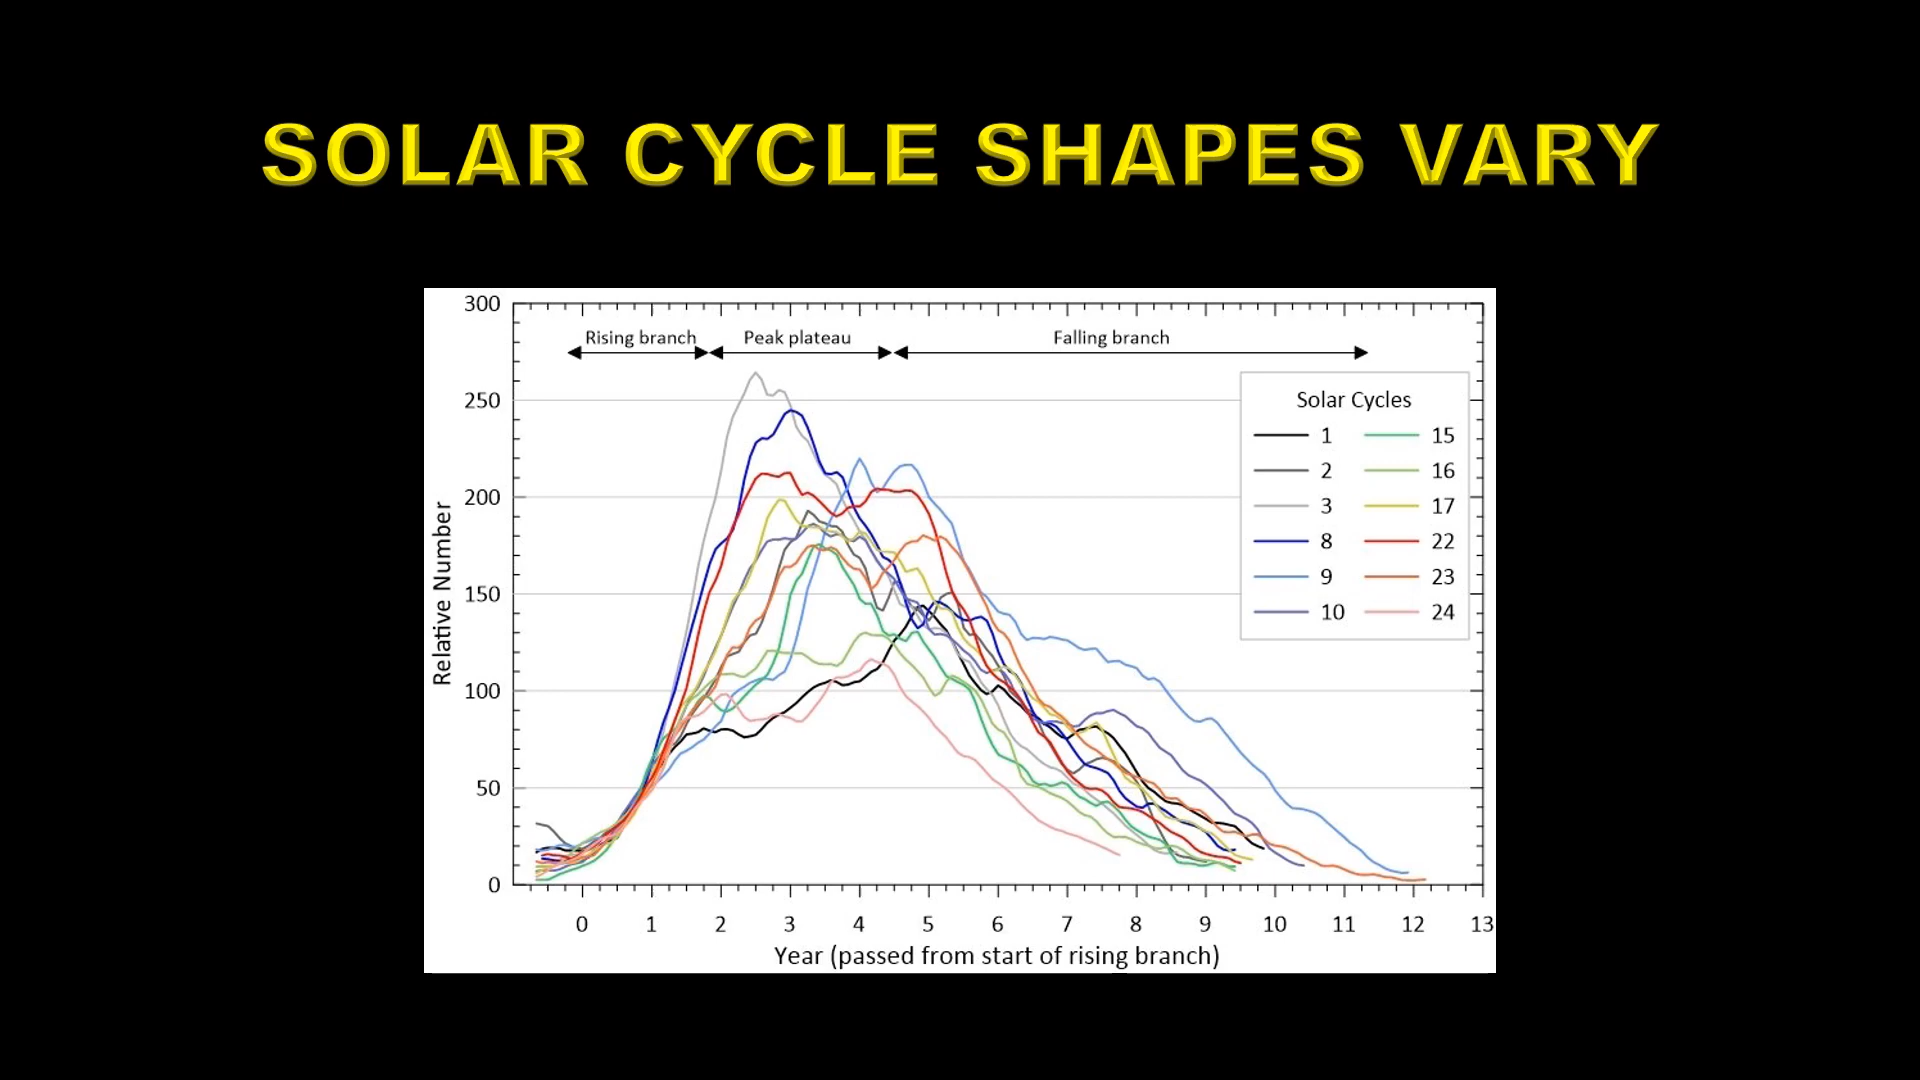 SOLAR CYCLE SHAPES VARY
300
250
200
150
100
50
0
Relative Number
Rising branch Peak plateau Falling branch
Solar Cycles
1 15
2 16
3 17
8 22
9 23
10 24
0 1 2 3 4 5 6 7 8 9 10 11 12 13
Year (passed from start of rising branch)